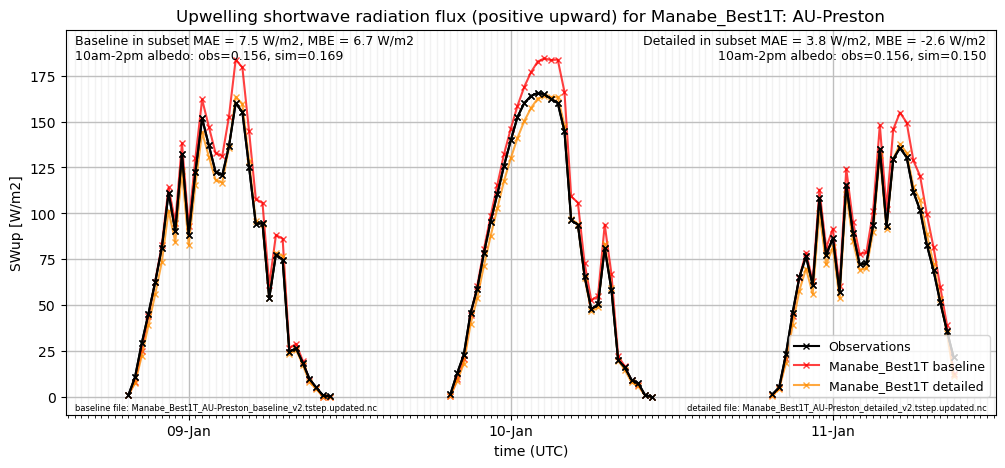 Upwelling shortwave radiation flux (positive upward) for Manabe_Best1T: AU-Preston
Baseline in subset MAE = 7.5 W/m2, MBE = 6.7 W/m2
10am-2pm albedo: obs=0.156, sim=0.169
Detailed in subset MAE = 3.8 W/m2, MBE = -2.6 W/m2
10am-2pm albedo: obs=0.156, sim=0.150
SWup [W/m2]
175
150
125
100
75
50
25
0
Observations
Manabe_Best1T baseline
Manabe_Best1T detailed
baseline file: Manabe_Best1T_AU-Preston_baseline_v2.tstep.updated.nc
detailed file: Manabe_Best1T_AU-Preston_detailed_v2.tstep.updated.nc
09-Jan
10-Jan
11-Jan
time (UTC)